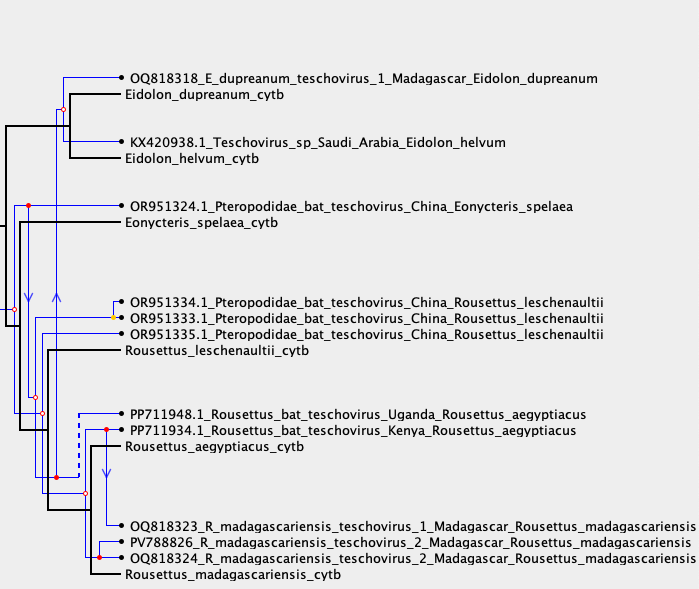 OQ818318_E_dupreanum_teschovirus_1_Madagascar_Eidolon_dupreanum
Eidolon_dupreanum_cytb
KX420938.1_Teschovirus_sp_Saudi_Arabia_Eidolon_helvum
Eidolon_helvum_cytb
OR951324.1_Pteropodidae_bat_teschovirus_China_Eonycteris_spelaea
Eonycteris_spelaea_cytb
OR951334.1_Pteropodidae_bat_teschovirus_China_Rousettus_leschenaultii
OR951333.1_Pteropodidae_bat_teschovirus_China_Rousettus_leschenaultii
OR951335.1_Pteropodidae_bat_teschovirus_China_Rousettus_leschenaultii
Rousettus_leschenaultii_cytb
PP711948.1_Rousettus_bat_teschovirus_Uganda_Rousettus_aegyptiacus
PP711934.1_Rousettus_bat_teschovirus_Kenya_Rousettus_aegyptiacus
Rousettus_aegyptiacus_cytb
OQ818323_R_madagascariensis_teschovirus_1_Madagascar_Rousettus_madagascariensis
PV788826_R_madagascariensis_teschovirus_2_Madagascar_Rousettus_madagascariensis
OQ818324_R_madagascariensis_teschovirus_2_Madagascar_Rousettus_madagascariensis
Rousettus_madagascariensis_cytb